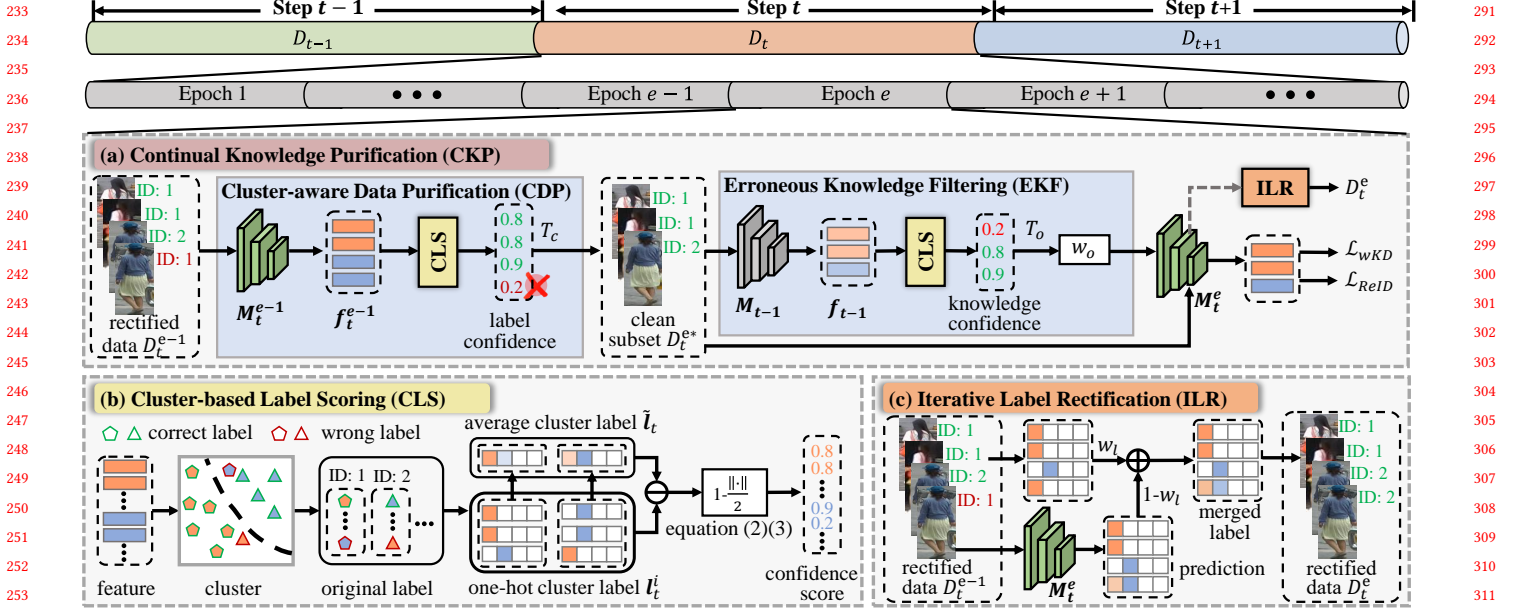 Step t − 1
Step t
Step t+1
D_{t−1}
D_t
D_{t+1}
Epoch 1
• • •
Epoch e − 1
Epoch e
Epoch e + 1
• • •
(a) Continual Knowledge Purification (CKP)
ID: 1
ID: 1
ID: 2
ID: 1
rectified
data D_t^{e−1}
Cluster-aware Data Purification (CDP)
M_t^{e−1}
f_t^{e−1}
CLS
0.8
0.8
0.9
0.2
label
confidence
T_c
ID: 1
ID: 1
ID: 2
clean
subset D_t^{e*}
Erroneous Knowledge Filtering (EKF)
M_{t−1}
f_{t−1}
CLS
0.2
0.8
0.9
knowledge
confidence
T_o
w_o
M_t^e
ILR
D_t^e
ℒ_{wKD}
ℒ_{ReID}
(b) Cluster-based Label Scoring (CLS)
correct label
wrong label
feature
cluster
ID: 1
ID: 2
original label
average cluster label l̃_t
one-hot cluster label l_t^i
1-‖·‖/2
equation (2)(3)
0.8
0.8
0.9
0.2
confidence
score
(c) Iterative Label Rectification (ILR)
ID: 1
ID: 1
ID: 2
ID: 1
rectified
data D_t^{e−1}
M_t^e
w_l
1-w_l
prediction
merged
label
ID: 1
ID: 1
ID: 2
ID: 2
rectified
data D_t^e
233
234
235
236
237
238
239
240
241
242
243
244
245
246
247
248
249
250
251
252
253
291
292
293
294
295
296
297
298
299
300
301
302
303
304
305
306
307
308
309
310
311